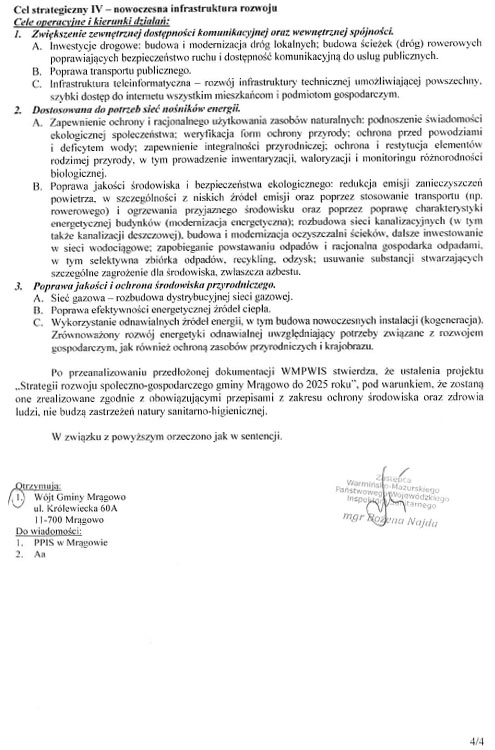 Cel strategiczny IV – nowoczesna infrastruktura rozwoju
Cele operacyjne i kierunki działań:
1. Zwiększenie zewnętrznej dostępności komunikacyjnej oraz wewnętrznej spójności.
A. Inwestycje drogowe: budowa i modernizacja dróg lokalnych; budowa ścieżek (dróg) rowerowych
poprawiających bezpieczeństwo ruchu i dostępność komunikacyjną do usług publicznych.
B. Poprawa transportu publicznego.
C. Infrastruktura teleinformatyczna – rozwój infrastruktury technicznej umożliwiającej powszechny,
szybki dostęp do internetu wszystkim mieszkańcom i podmiotom gospodarczym.
2. Dostosowana do potrzeb sieć nośników energii.
A. Zapewnienie ochrony i racjonalnego użytkowania zasobów naturalnych: podnoszenie świadomości
ekologicznej społeczeństwa; weryfikacja form ochrony przyrody; ochrona przed powodziami
i deficytem wody; zapewnienie integralności przyrodniczej; ochrona i restytucja elementów
rodzimej przyrody, w tym prowadzenie inwentaryzacji, waloryzacji i monitoringu różnorodności
biologicznej.
B. Poprawa jakości środowiska i bezpieczeństwa ekologicznego: redukcja emisji zanieczyszczeń
powietrza, w szczególności z niskich źródeł emisji oraz poprzez stosowanie transportu (np.
rowerowego) i ogrzewania przyjaznego środowisku oraz poprzez poprawę charakterystyki
energetycznej budynków (modernizacja energetyczna); rozbudowa sieci kanalizacyjnych (w tym
także kanalizacji deszczowej), budowa i modernizacja oczyszczalni ścieków, dalsze inwestowanie
w sieci wodociągowe; zapobieganie powstawaniu odpadów i racjonalna gospodarka odpadami,
w tym selektywna zbiórka odpadów, recykling, odzysk; usuwanie substancji stwarzających
szczególne zagrożenie dla środowiska, zwłaszcza azbestu.
3. Poprawa jakości i ochrona środowiska przyrodniczego.
A. Sieć gazowa – rozbudowa dystrybucyjnej sieci gazowej.
B. Poprawa efektywności energetycznej źródeł ciepła.
C. Wykorzystanie odnawialnych źródeł energii, w tym budowa nowoczesnych instalacji (kogeneracja).
Zrównoważony rozwój energetyki odnawialnej uwzględniający potrzeby związane z rozwojem
gospodarczym, jak również ochroną zasobów przyrodniczych i krajobrazu.
Po przeanalizowaniu przedłożonej dokumentacji WMPWIS stwierdza, że ustalenia projektu
„Strategii rozwoju społeczno-gospodarczego gminy Mrągowo do 2025 roku”, pod warunkiem, że zostaną
one zrealizowane zgodnie z obowiązującymi przepisami z zakresu ochrony środowiska oraz zdrowia
ludzi, nie budzą zastrzeżeń natury sanitarno-higienicznej.
W związku z powyższym orzeczono jak w sentencji.
Otrzymują:
1. Wójt Gminy Mrągowo
ul. Królewiecka 60A
11-700 Mrągowo
Do wiadomości:
1. PPIS w Mrągowie
2. Aa
Zastępca
Warmińsko-Mazurskiego
Państwowego Wojewódzkiego
Inspektora Sanitarnego
mgr Bożena Najda
4/4